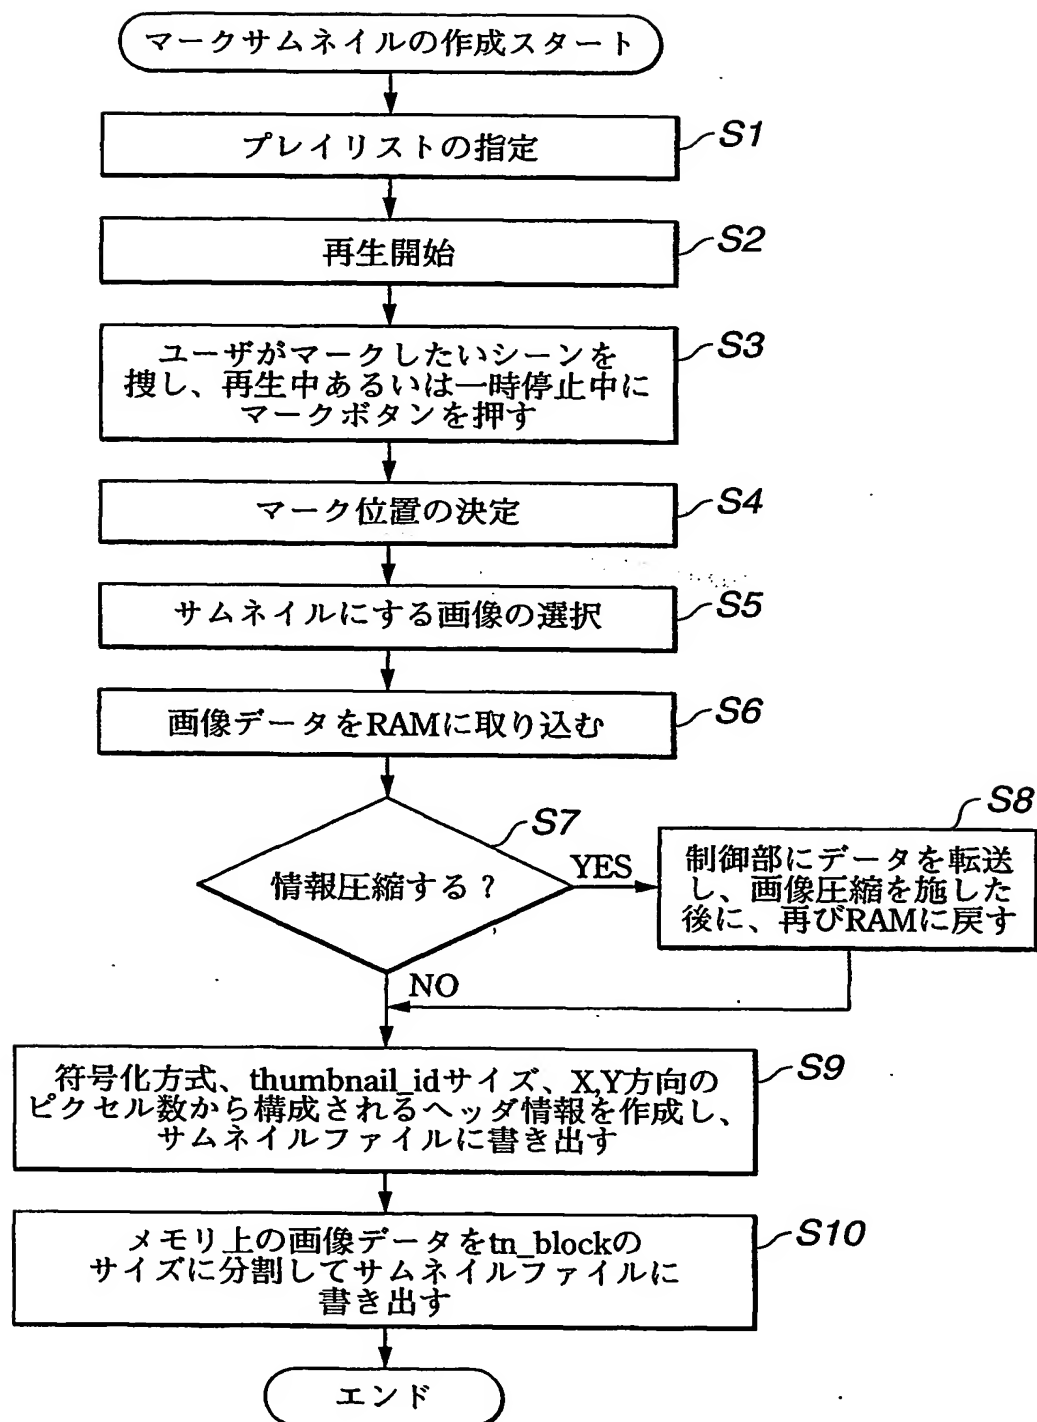 マークサムネイルの作成スタート
プレイリストの指定
S1
再生開始
S2
ユーザがマークしたいシーンを
捜し、再生中あるいは一時停止中に
マークボタンを押す
S3
マーク位置の決定
S4
サムネイルにする画像の選択
S5
画像データをRAMに取り込む
S6
情報圧縮する?
S7
YES
制御部にデータを転送
し、画像圧縮を施した
後に、再びRAMに戻す
S8
NO
符号化方式、thumbnail_idサイズ、X,Y方向の
ピクセル数から構成されるヘッダ情報を作成し、
サムネイルファイルに書き出す
S9
メモリ上の画像データをtn_blockの
サイズに分割してサムネイルファイルに
書き出す
S10
エンド